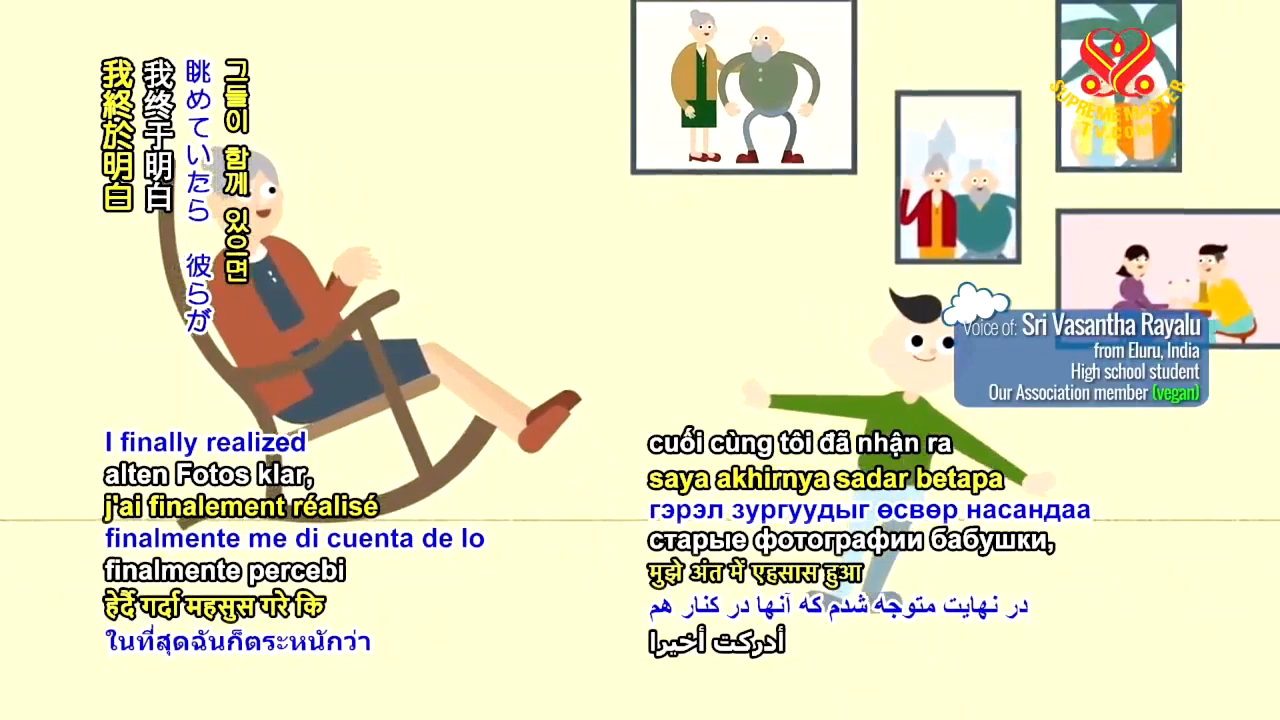 我終於明白
我终于明白
眺めていたら 彼らが
그들이 함께 있으면
SUPREME MASTER
TV.COM
Voice of: Sri Vasantha Rayalu
from Eluru, India
High school student
Our Association member (vegan)
I finally realized
alten Fotos klar,
j'ai finalement réalisé
finalmente me di cuenta de lo
finalmente percebi
हेर्दै गर्दा महसुस गरे कि
ในที่สุดฉันก็ตระหนักว่า
cuối cùng tôi đã nhận ra
saya akhirnya sadar betapa
гэрэл зургуудыг өсвөр насандаа
старые фотографии бабушки,
मुझे अंत में एहसास हुआ
در نهایت متوجه شدم که آنها در کنار هم
أدركت أخيرا